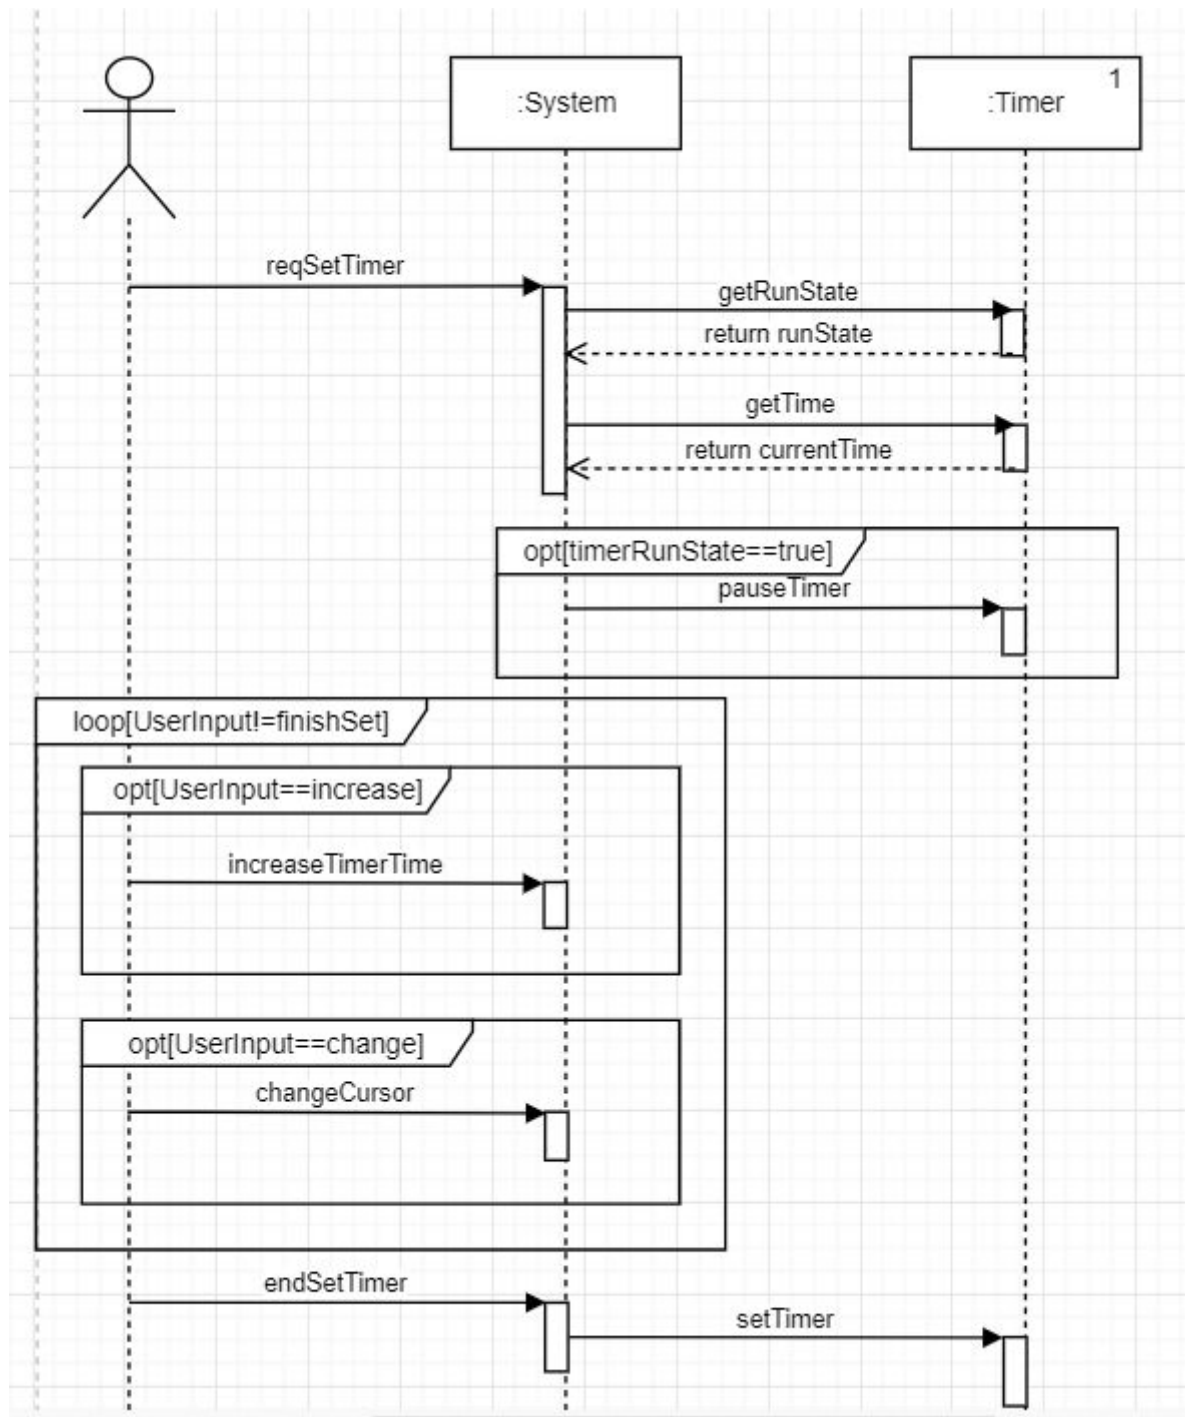 :System
:Timer
1
reqSetTimer
getRunState
return runState
getTime
return currentTime
opt[timerRunState==true]
pauseTimer
loop[UserInput!=finishSet]
opt[UserInput==increase]
increaseTimerTime
opt[UserInput==change]
changeCursor
endSetTimer
setTimer